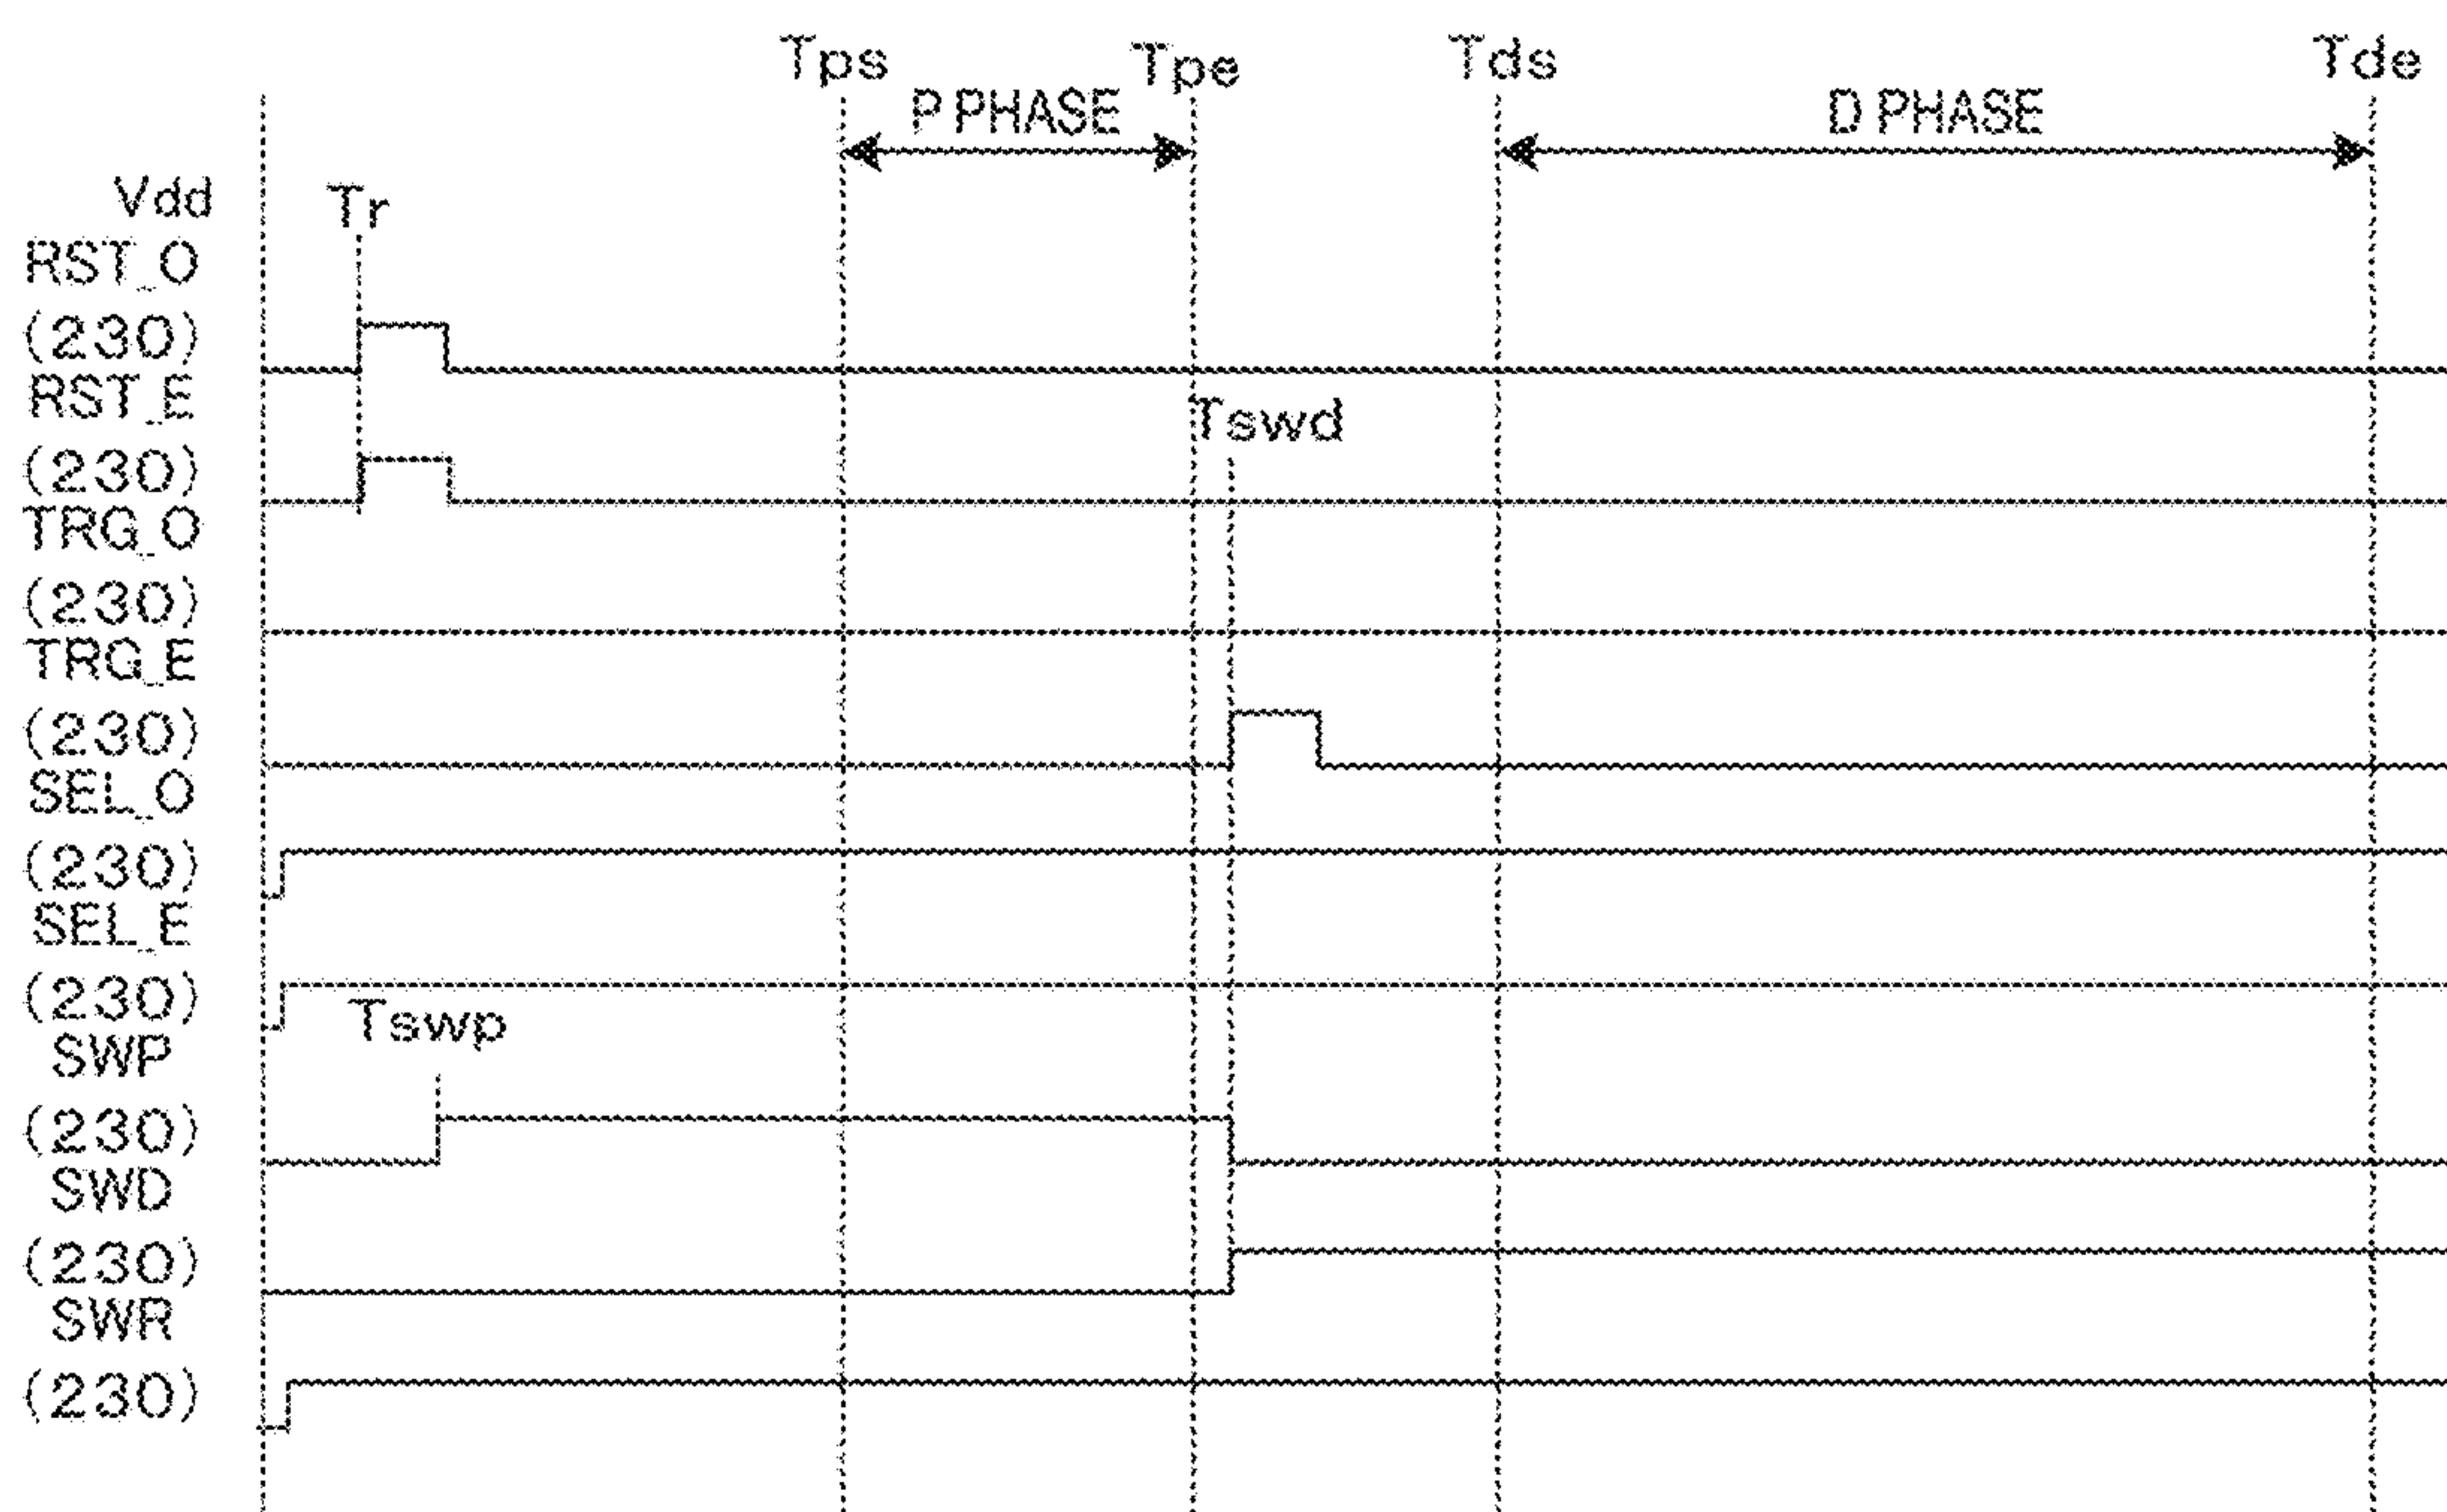 Tps Tpe Tds Tde
P PHASE D PHASE
Vdd
Tr
RST_O
(230)
RST_E
Tswd
(230)
TRG_O
(230)
TRG_E
(230)
SEL_O
(230)
SEL_E
(230)
Tswp
SWP
(230)
SWD
(230)
SWR
(230)